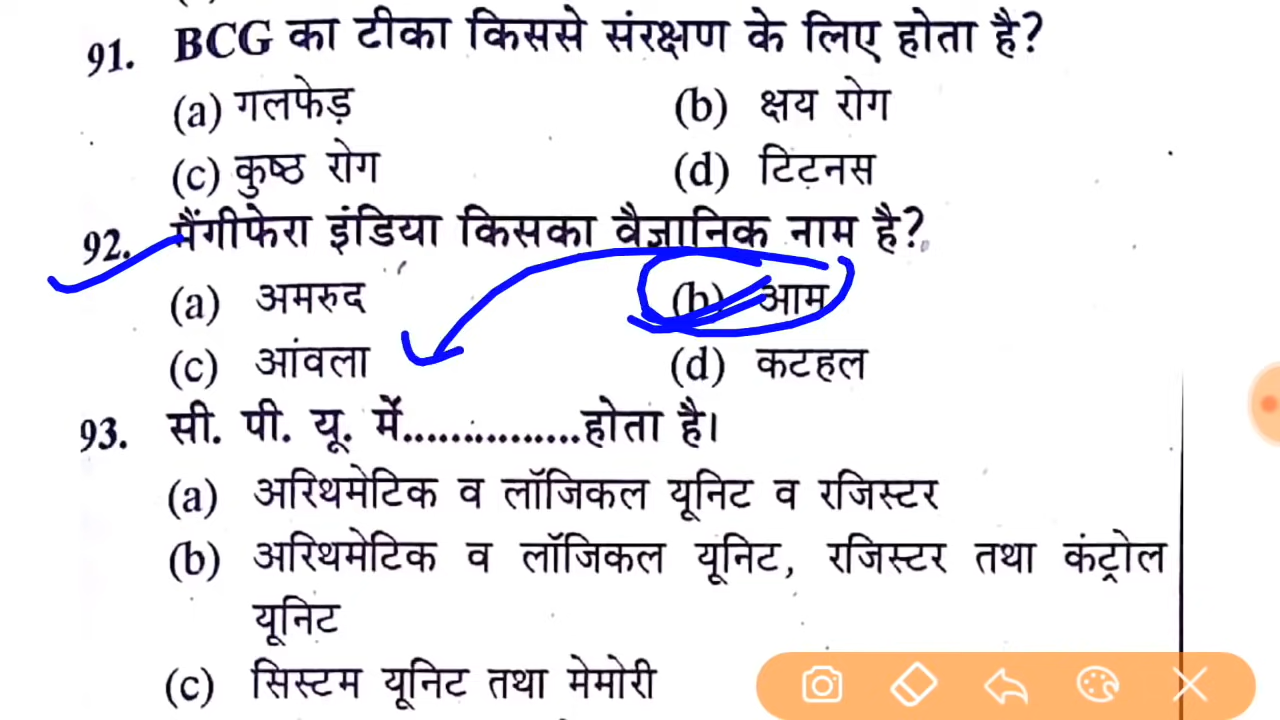 91. BCG का टीका किससे संरक्षण के लिए होता है?
(a) गलफेड़ (b) क्षय रोग
(c) कुष्ठ रोग (d) टिटनस
92. मैंगीफेरा इंडिया किसका वैज्ञानिक नाम है?
(a) अमरुद (b) आम
(c) आंवला (d) कटहल
93. सी. पी. यू. में...............होता है।
(a) अरिथमेटिक व लॉजिकल यूनिट व रजिस्टर
(b) अरिथमेटिक व लॉजिकल यूनिट, रजिस्टर तथा कंट्रोल
यूनिट
(c) सिस्टम यूनिट तथा मेमोरी